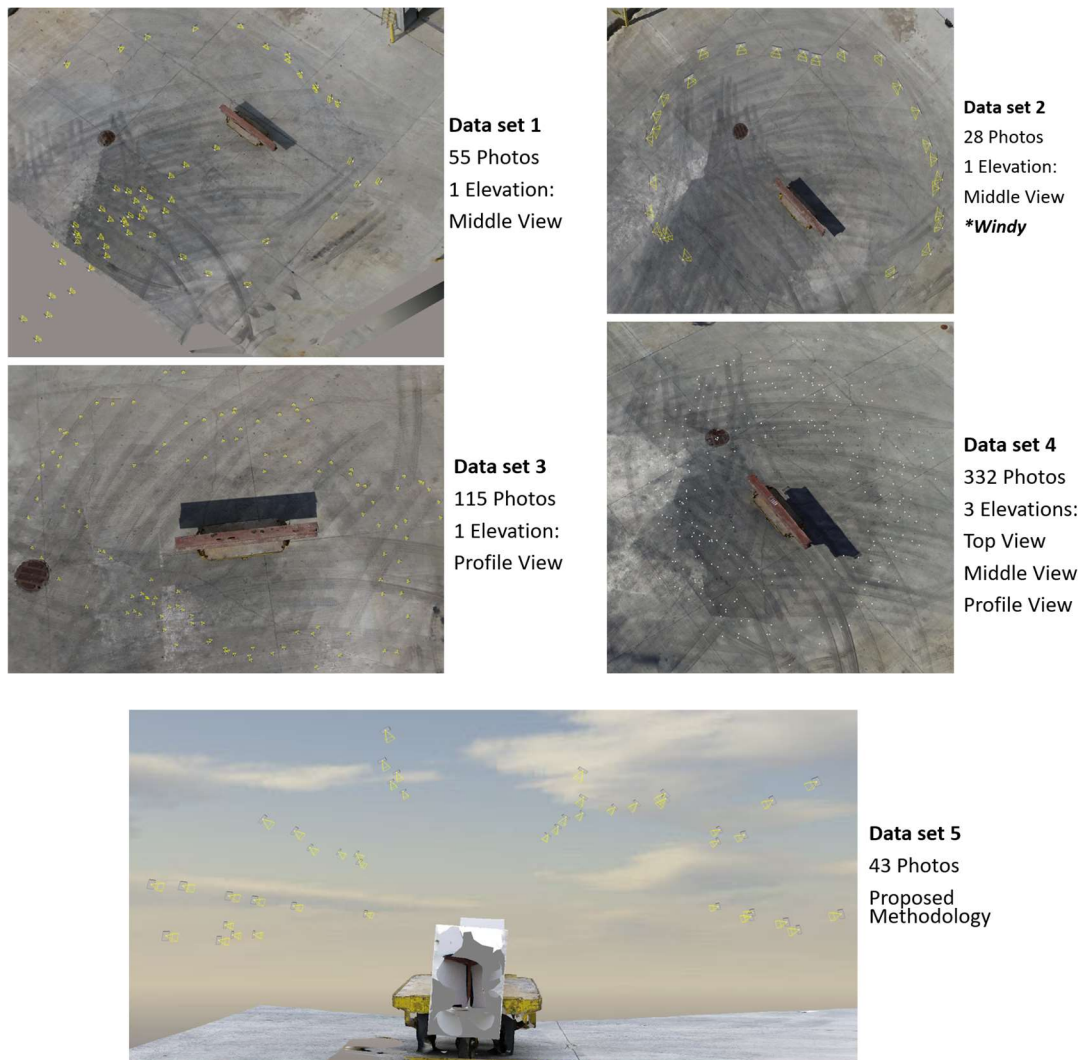 Data set 1
55 Photos
1 Elevation:
Middle View
Data set 2
28 Photos
1 Elevation:
Middle View
*Windy
Data set 3
115 Photos
1 Elevation:
Profile View
Data set 4
332 Photos
3 Elevations:
Top View
Middle View
Profile View
Data set 5
43 Photos
Proposed
Methodology